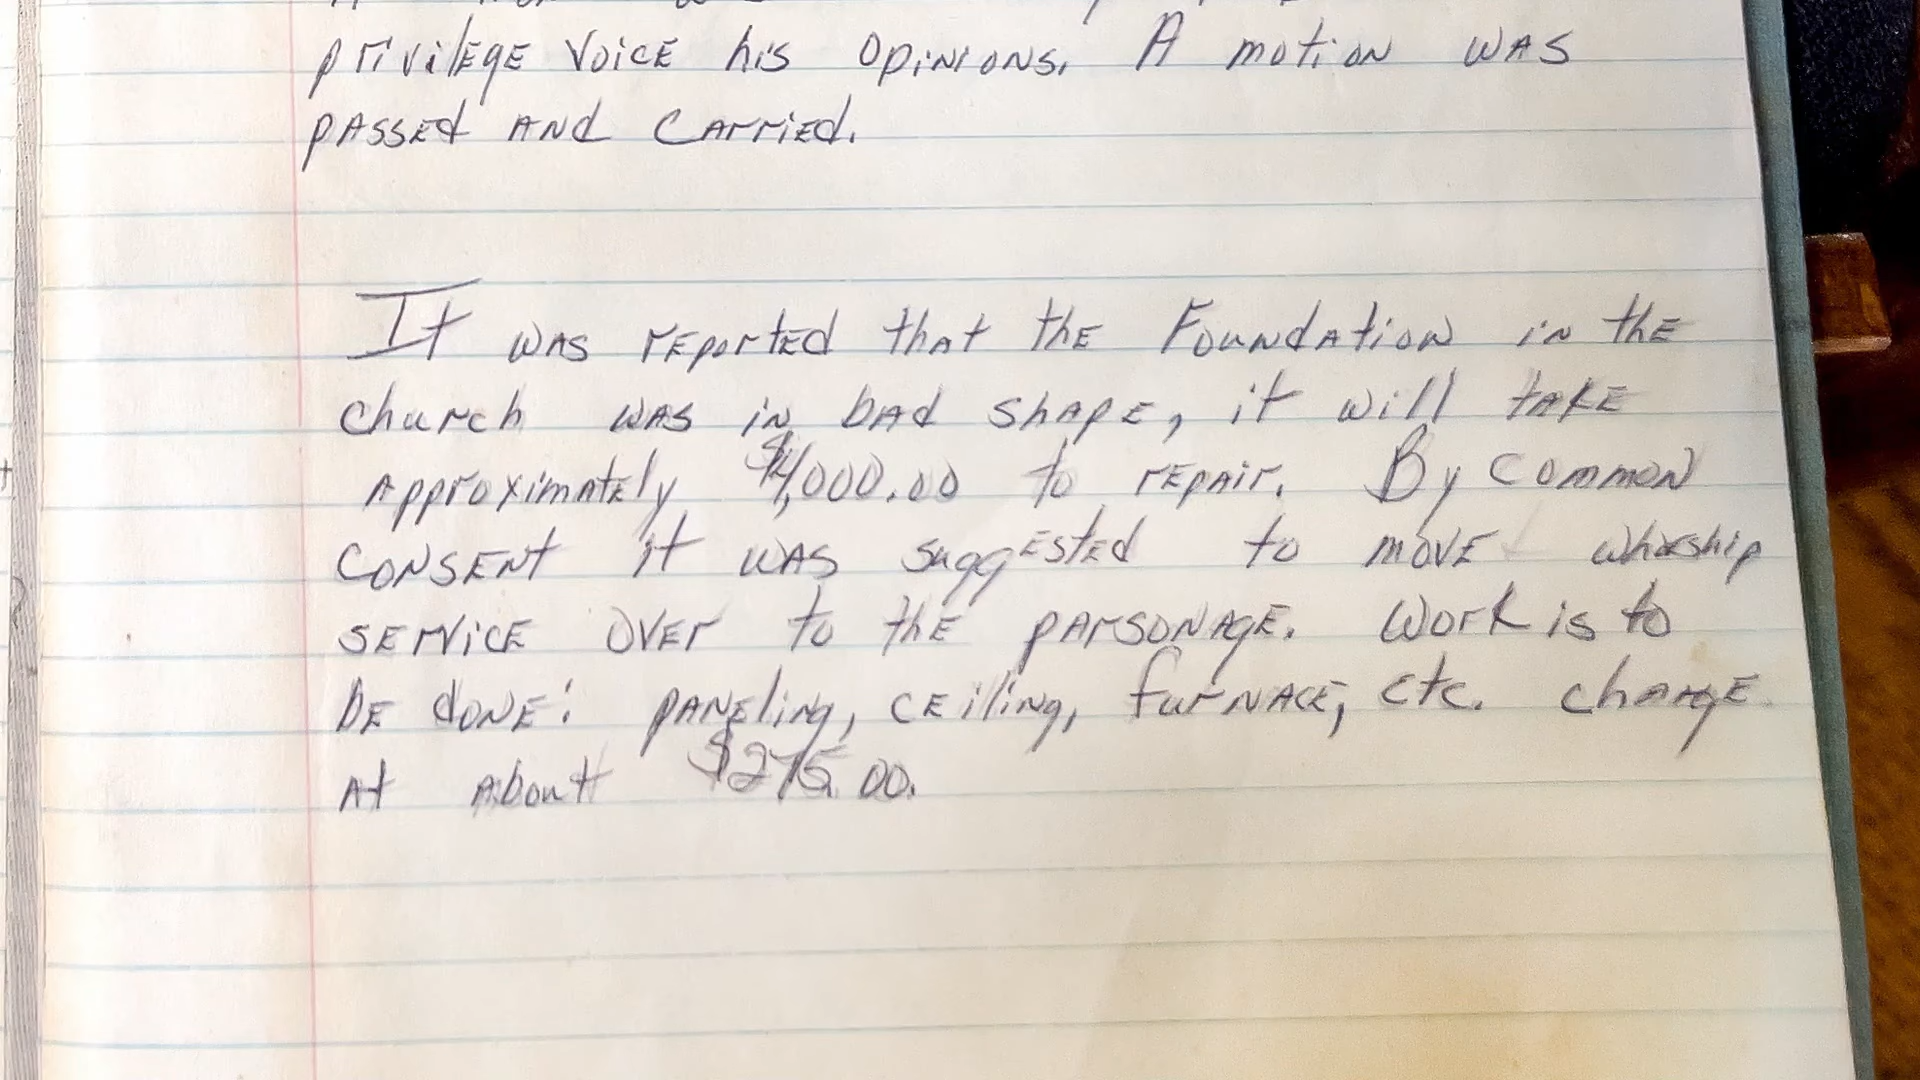 privilege voice his opinions. A motion was
passed and carried.
It was reported that the Foundation in the
church was in bad shape, it will take
approximately $4,000.00 to repair. By common
consent it was suggested to move whorship
service over to the parsonage. Work is to
be done: paneling, ceiling, furnace, etc. charge
at about $275.00.